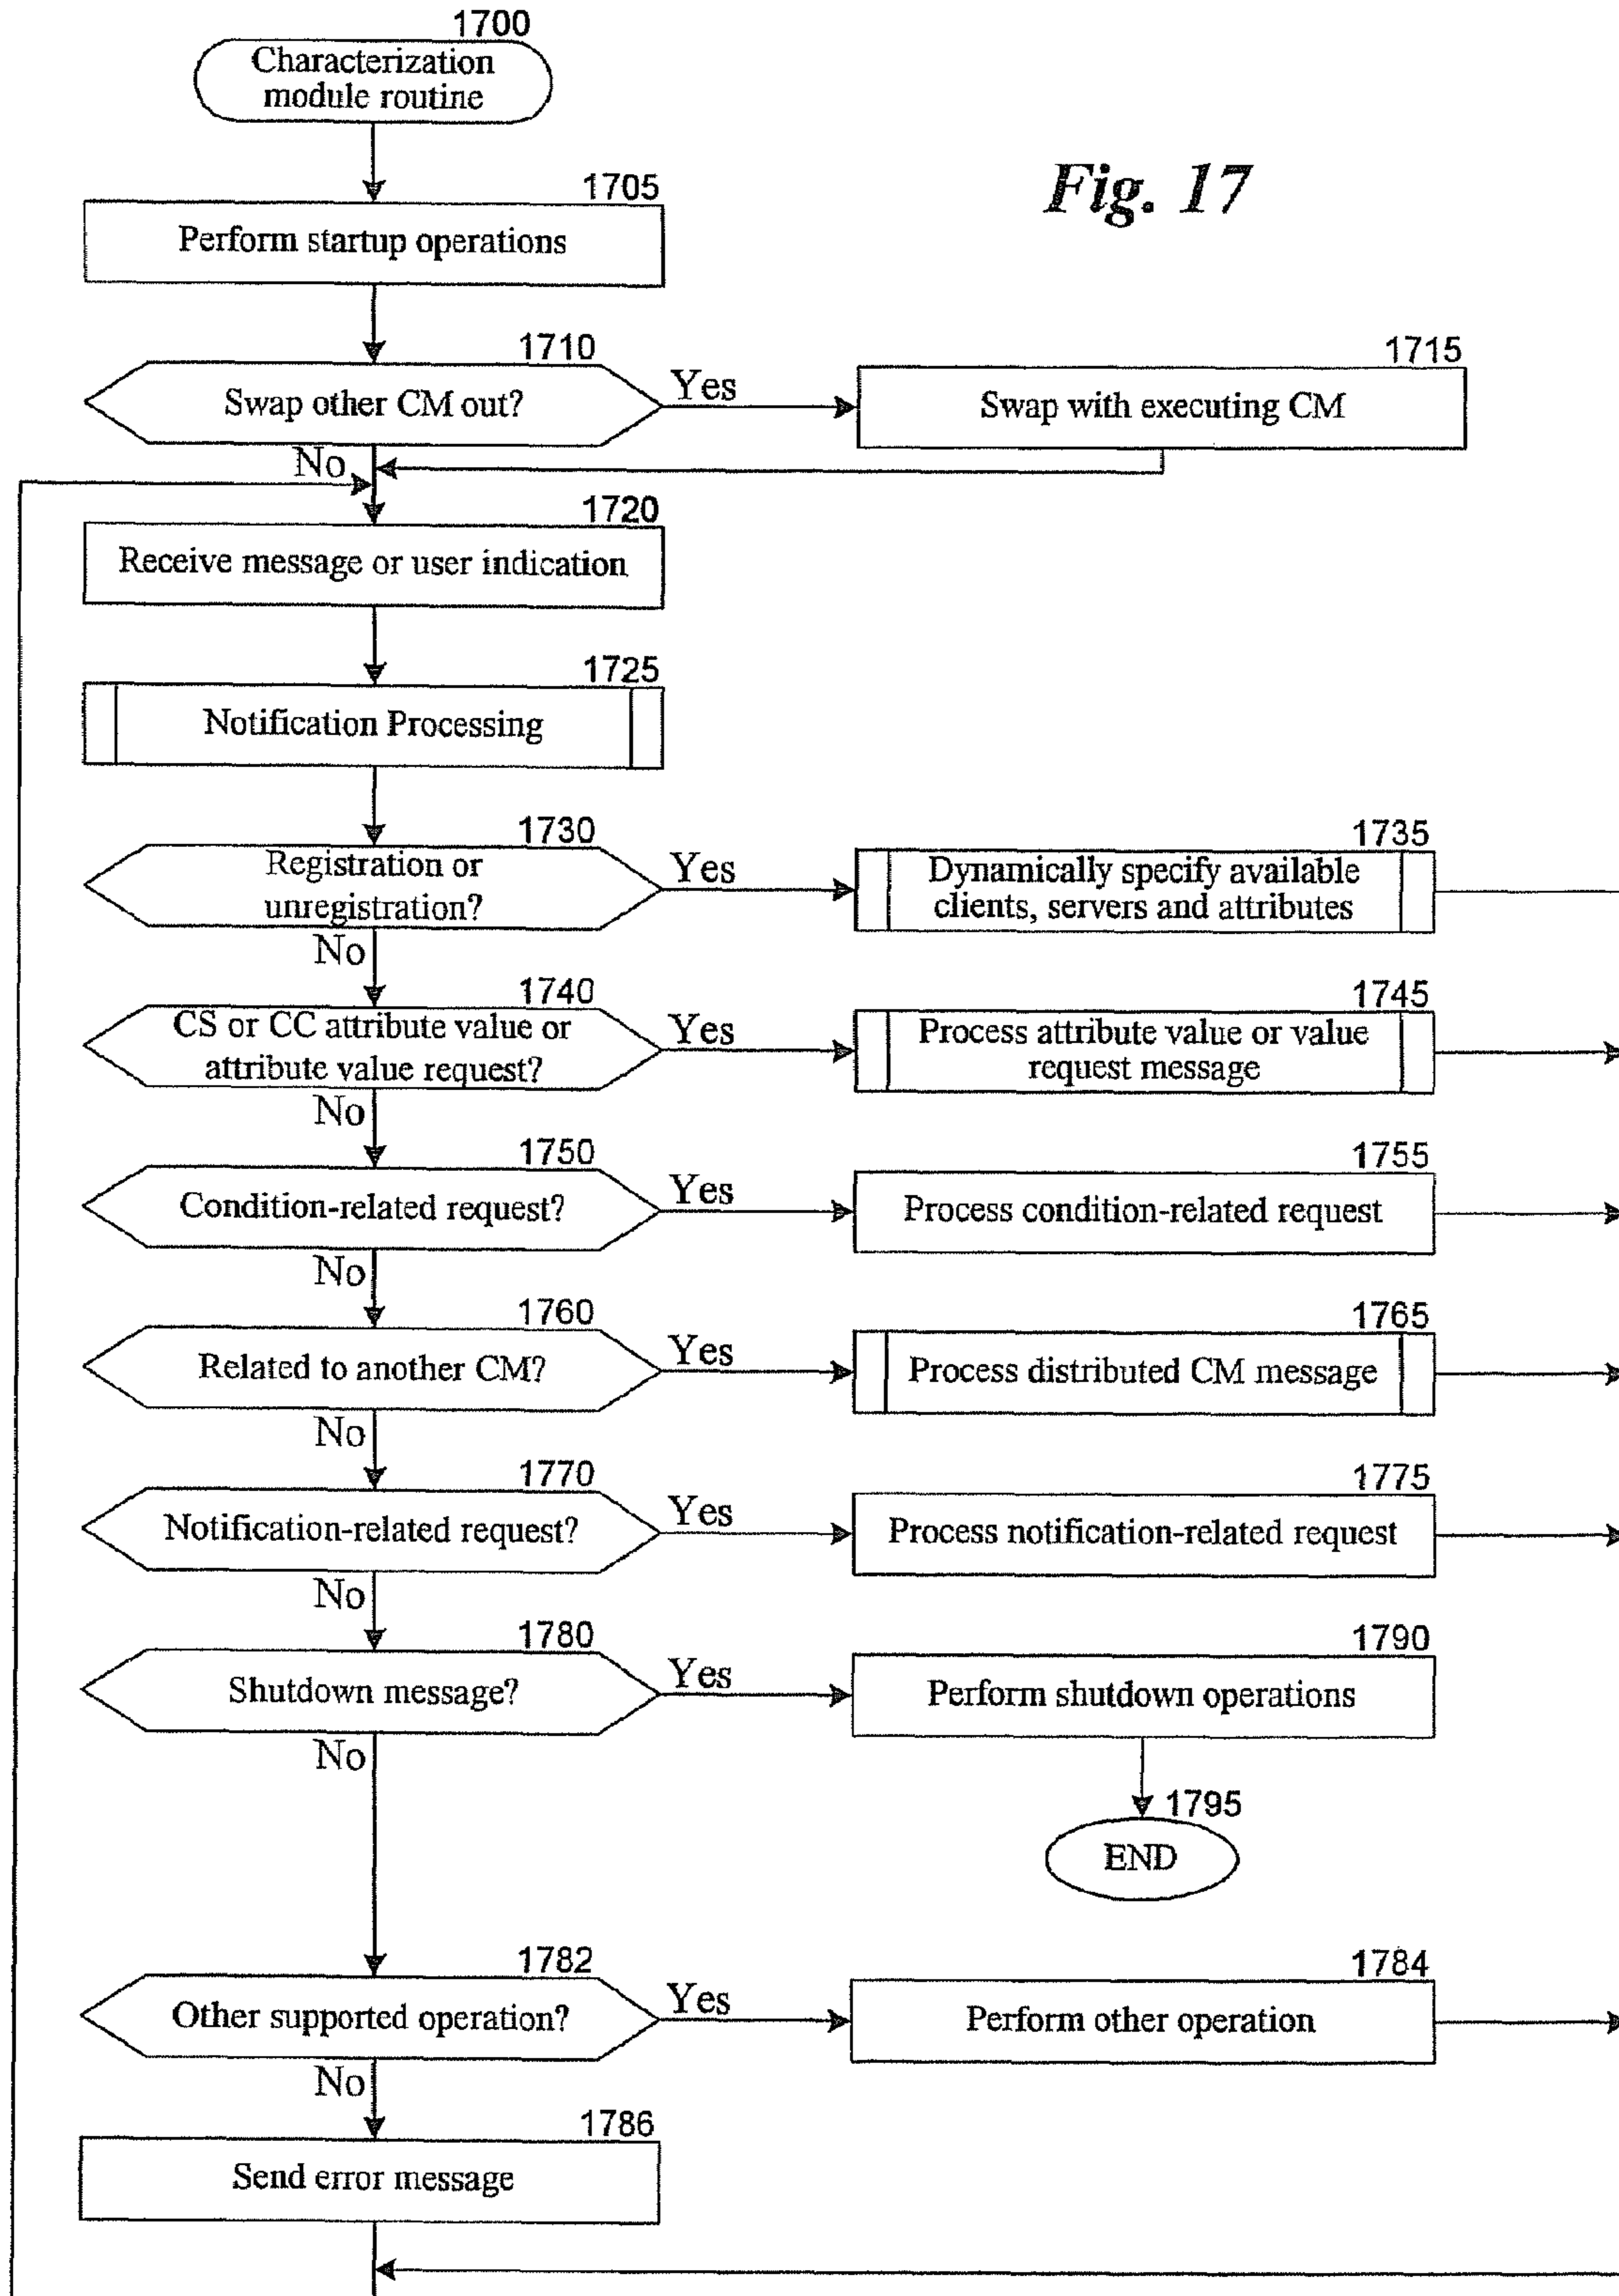 1700
Characterization
module routine
Fig. 17
1705
Perform startup operations
1710
Swap other CM out?
Yes
1715
Swap with executing CM
No
1720
Receive message or user indication
1725
Notification Processing
1730
Registration or
unregistration?
Yes
1735
Dynamically specify available
clients, servers and attributes
No
1740
CS or CC attribute value or
attribute value request?
Yes
1745
Process attribute value or value
request message
No
1750
Condition-related request?
Yes
1755
Process condition-related request
No
1760
Related to another CM?
Yes
1765
Process distributed CM message
No
1770
Notification-related request?
Yes
1775
Process notification-related request
No
1780
Shutdown message?
Yes
1790
Perform shutdown operations
No
1795
END
1782
Other supported operation?
Yes
1784
Perform other operation
No
1786
Send error message